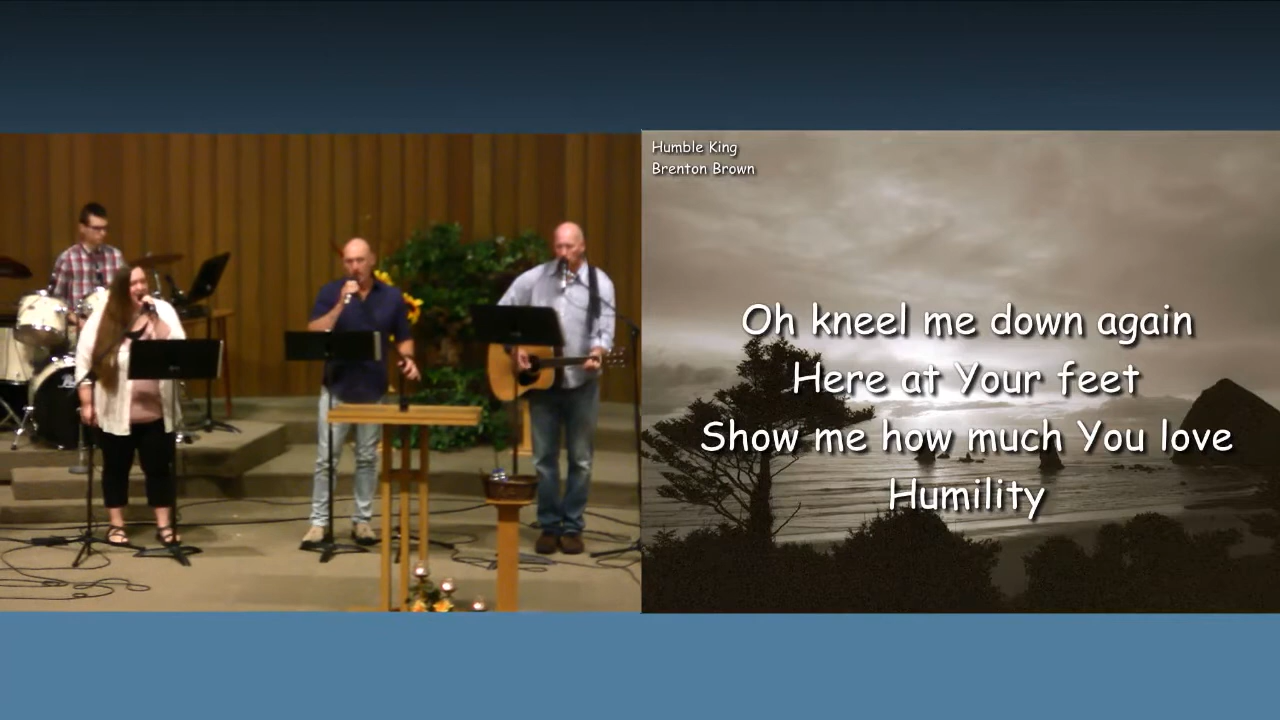 Humble King
Brenton Brown
Oh kneel me down again
Here at Your feet
Show me how much You love
Humility